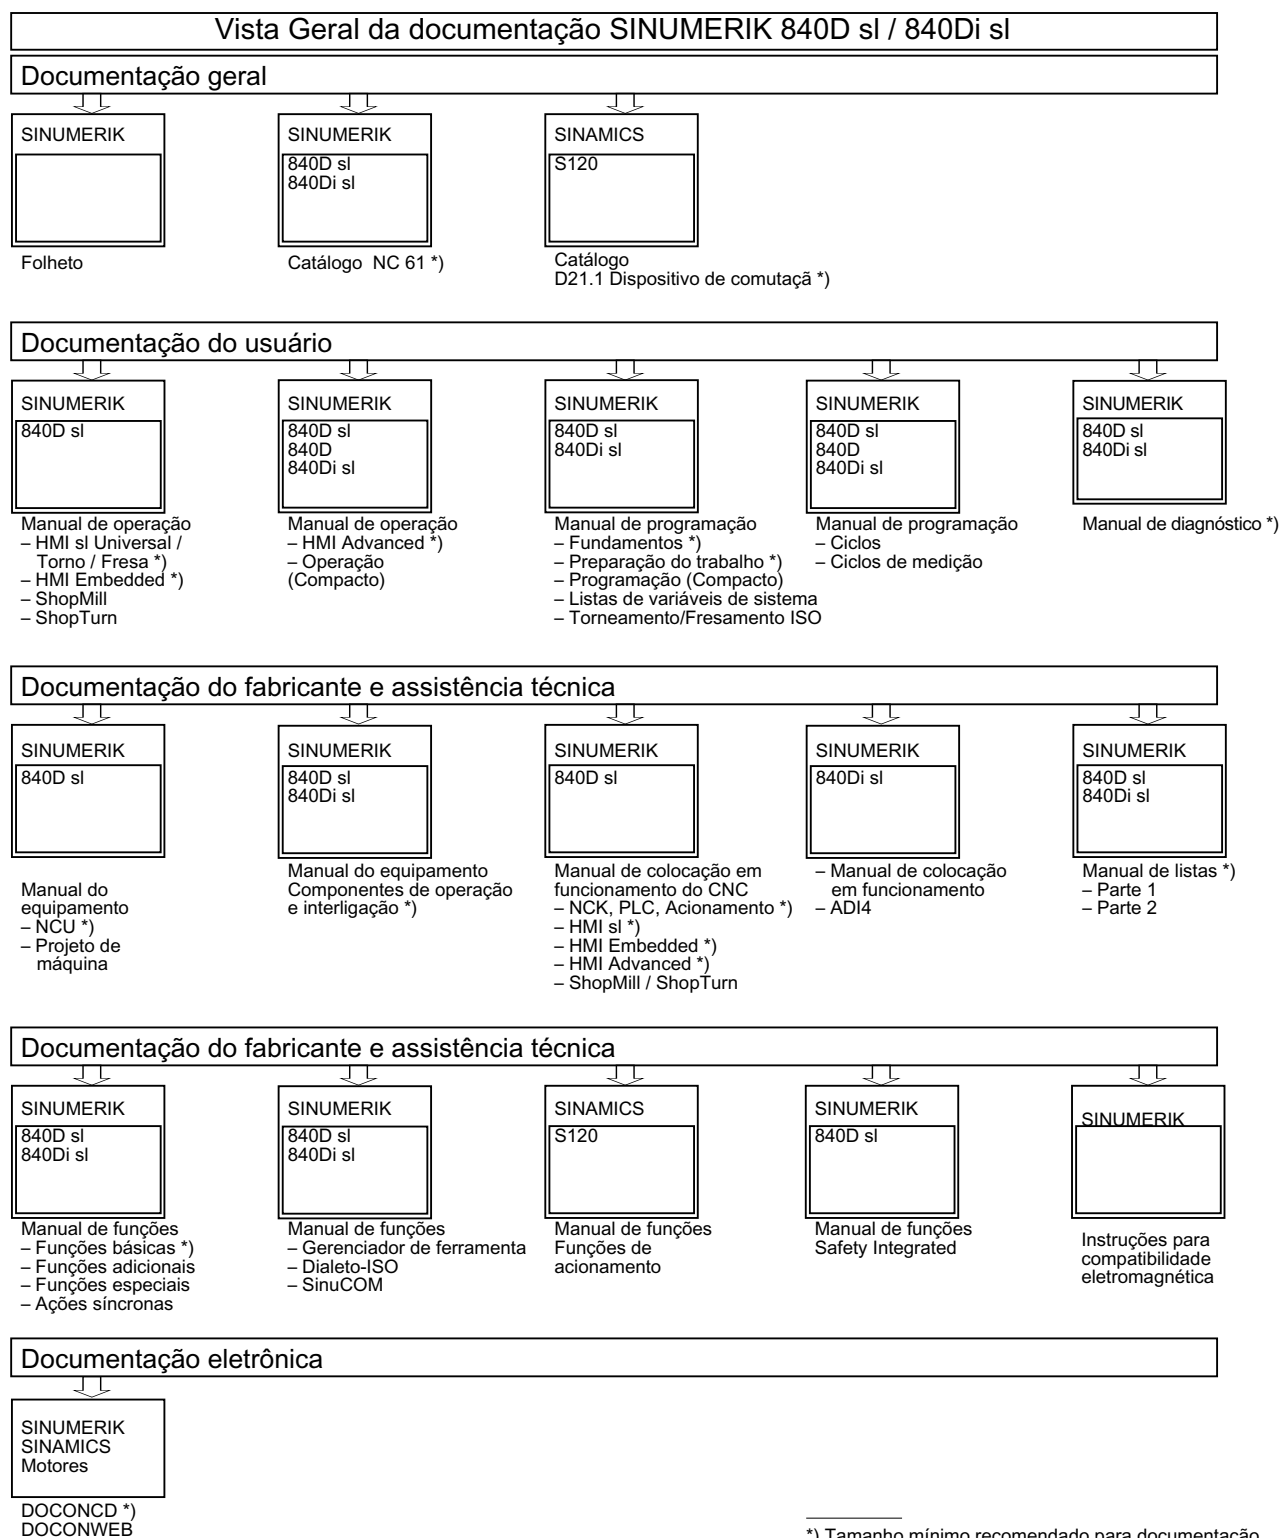 Vista Geral da documentação SINUMERIK 840D sl / 840Di sl
Documentação geral
SINUMERIK
Folheto
SINUMERIK
840D sl
840Di sl
Catálogo NC 61 *)
SINAMICS
S120
Catálogo
D21.1 Dispositivo de comutaçã *)
Documentação do usuário
SINUMERIK
840D sl
Manual de operação
– HMI sl Universal /
Torno / Fresa *)
– HMI Embedded *)
– ShopMill
– ShopTurn
SINUMERIK
840D sl
840D
840Di sl
Manual de operação
– HMI Advanced *)
– Operação
(Compacto)
SINUMERIK
840D sl
840Di sl
Manual de programação
– Fundamentos *)
– Preparação do trabalho *)
– Programação (Compacto)
– Listas de variáveis de sistema
– Torneamento/Fresamento ISO
SINUMERIK
840D sl
840D
840Di sl
Manual de programação
– Ciclos
– Ciclos de medição
SINUMERIK
840D sl
840Di sl
Manual de diagnóstico *)
Documentação do fabricante e assistência técnica
SINUMERIK
840D sl
Manual do
equipamento
– NCU *)
– Projeto de
máquina
SINUMERIK
840D sl
840Di sl
Manual do equipamento
Componentes de operação
e interligação *)
SINUMERIK
840D sl
Manual de colocação em
funcionamento do CNC
– NCK, PLC, Acionamento *)
– HMI sl *)
– HMI Embedded *)
– HMI Advanced *)
– ShopMill / ShopTurn
SINUMERIK
840Di sl
– Manual de colocação
em funcionamento
– ADI4
SINUMERIK
840D sl
840Di sl
Manual de listas *)
– Parte 1
– Parte 2
Documentação do fabricante e assistência técnica
SINUMERIK
840D sl
840Di sl
Manual de funções
– Funções básicas *)
– Funções adicionais
– Funções especiais
– Ações síncronas
SINUMERIK
840D sl
840Di sl
Manual de funções
– Gerenciador de ferramenta
– Dialeto-ISO
– SinuCOM
SINAMICS
S120
Manual de funções
Funções de
acionamento
SINUMERIK
840D sl
Manual de funções
Safety Integrated
SINUMERIK
Instruções para
compatibilidade
eletromagnética
Documentação eletrônica
SINUMERIK
SINAMICS
Motores
DOCONCD *)
DOCONWEB
*) Tamanho mínimo recomendado para documentação